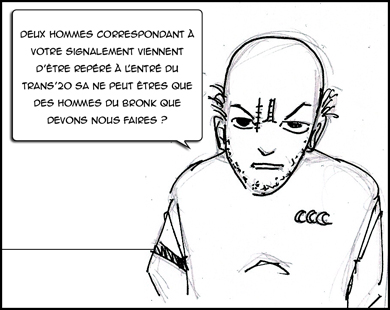 DEUX HOMMES CORRESPONDANT À
VOTRE SIGNALEMENT VIENNENT
D'ÊTRE REPÉRÉ À L'ENTRÉ DU
TRANS'20 SA NE PEUT ÊTRES QUE
DES HOMMES DU BRONK QUE
DEVONS NOUS FAIRES ?
CCC